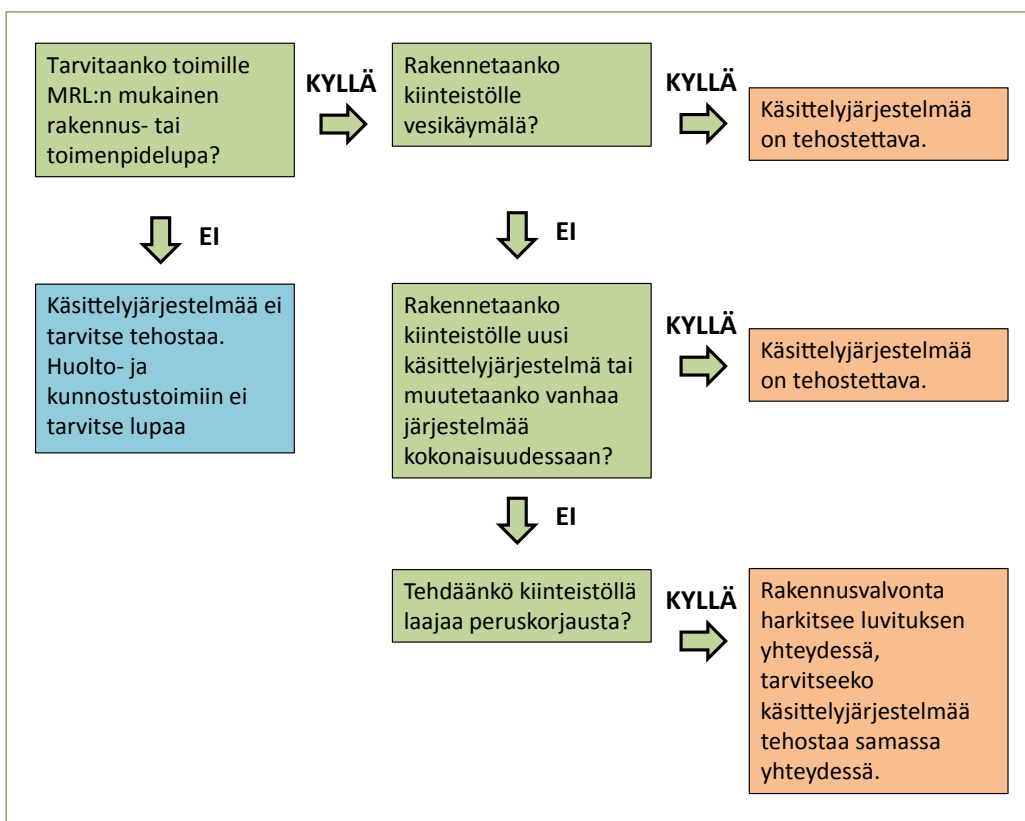 Tarvitaanko toimille
MRL:n mukainen
rakennus- tai
toimenpidelupa?
KYLLÄ
Rakennetaanko
kiinteistölle
vesikäymälä?
KYLLÄ
Käsittelyjärjestelmää
on tehostettava.
EI
EI
Käsittelyjärjestelmää ei
tarvitse tehostaa.
Huolto- ja
kunnostustoimiin ei
tarvitse lupaa
Rakennetaanko
kiinteistölle uusi
käsittelyjärjestelmä tai
muutetaanko vanhaa
järjestelmää
kokonaisuudessaan?
KYLLÄ
Käsittelyjärjestelmää
on tehostettava.
EI
Tehdäänkö kiinteistöllä
laajaa peruskorjausta?
KYLLÄ
Rakennusvalvonta
harkitsee luvituksen
yhteydessä,
tarvitseeko
käsittelyjärjestelmää
tehostaa samassa
yhteydessä.